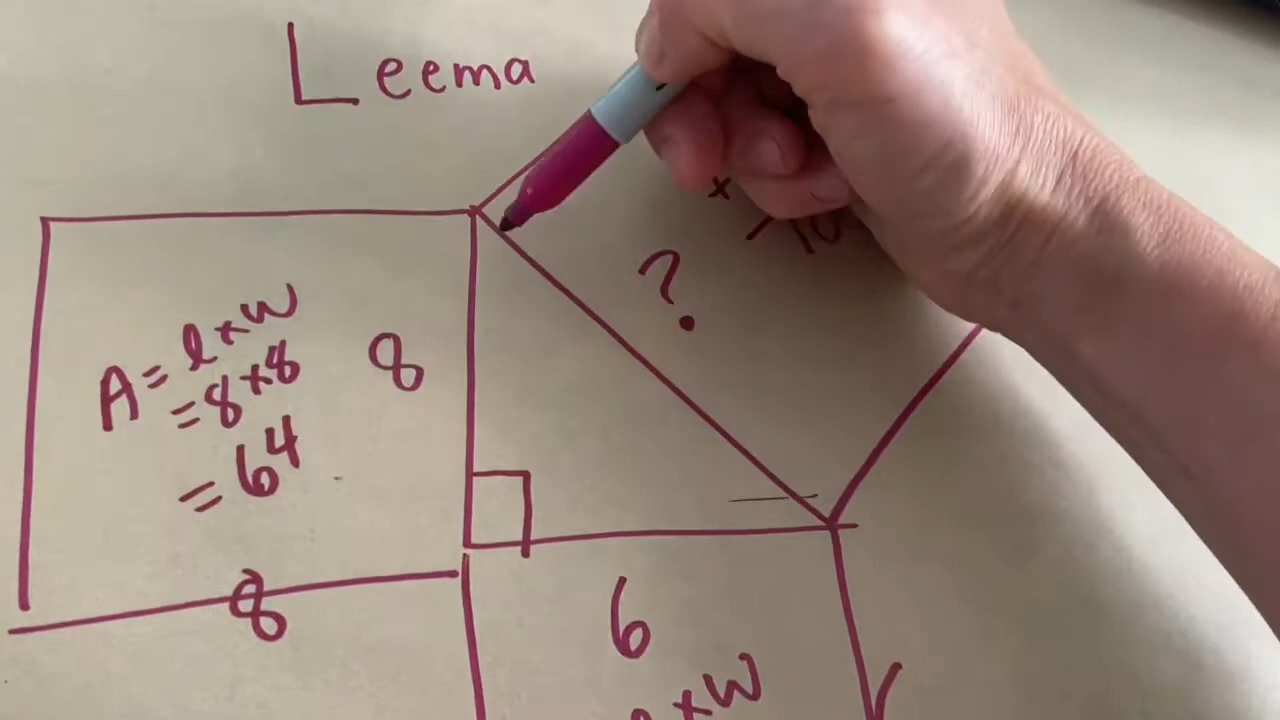 Leema
?
A = l × w
= 8 × 8
= 64
8
8
6
× w